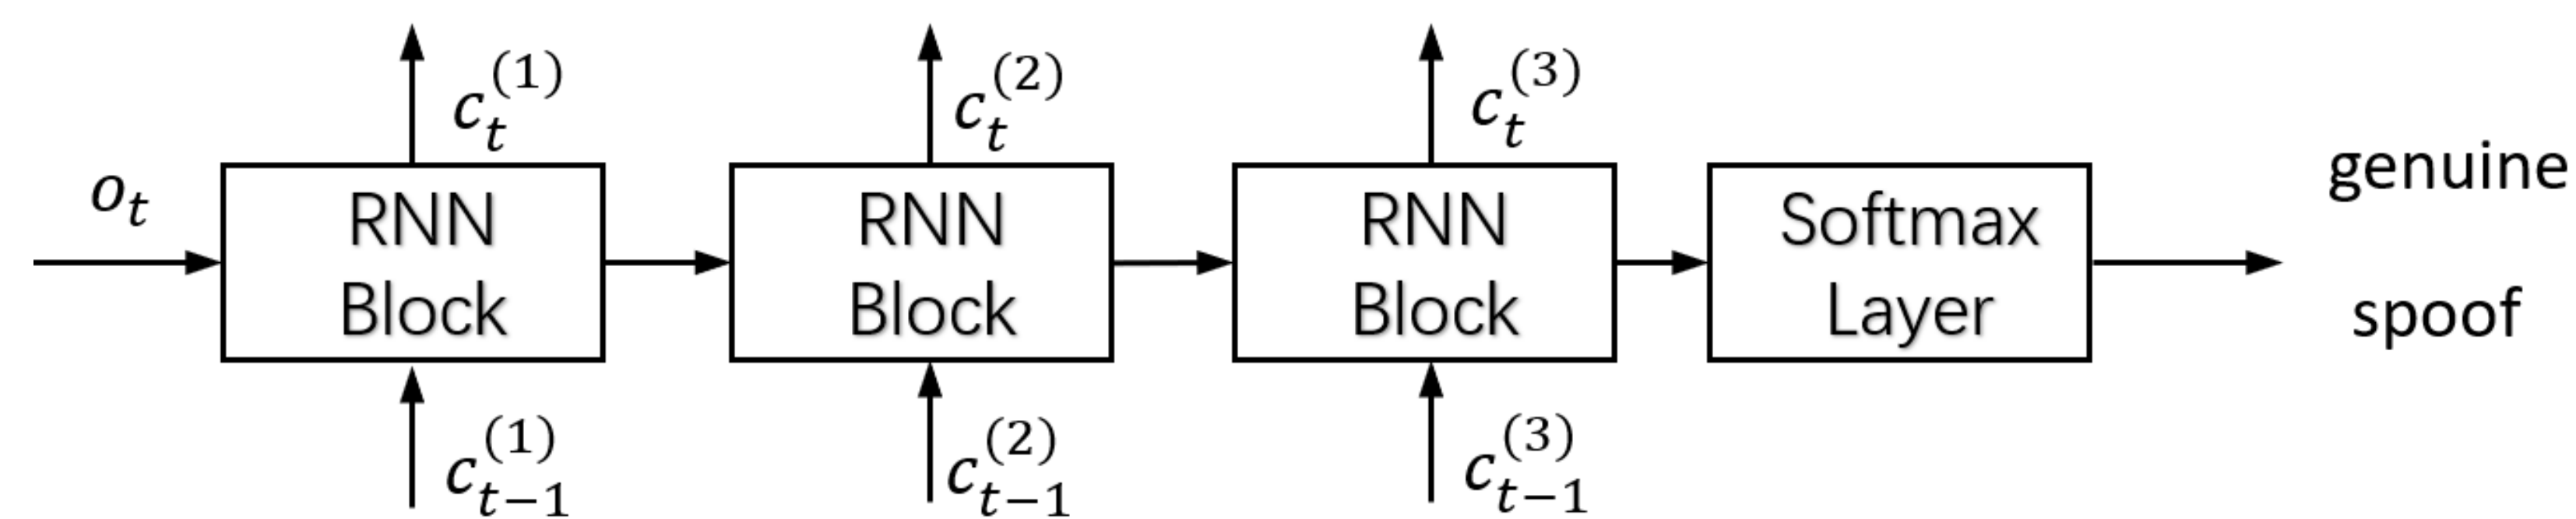 c_t^{(1)}
c_t^{(2)}
c_t^{(3)}
o_t
RNN
Block
RNN
Block
RNN
Block
Softmax
Layer
genuine
spoof
c_{t-1}^{(1)}
c_{t-1}^{(2)}
c_{t-1}^{(3)}